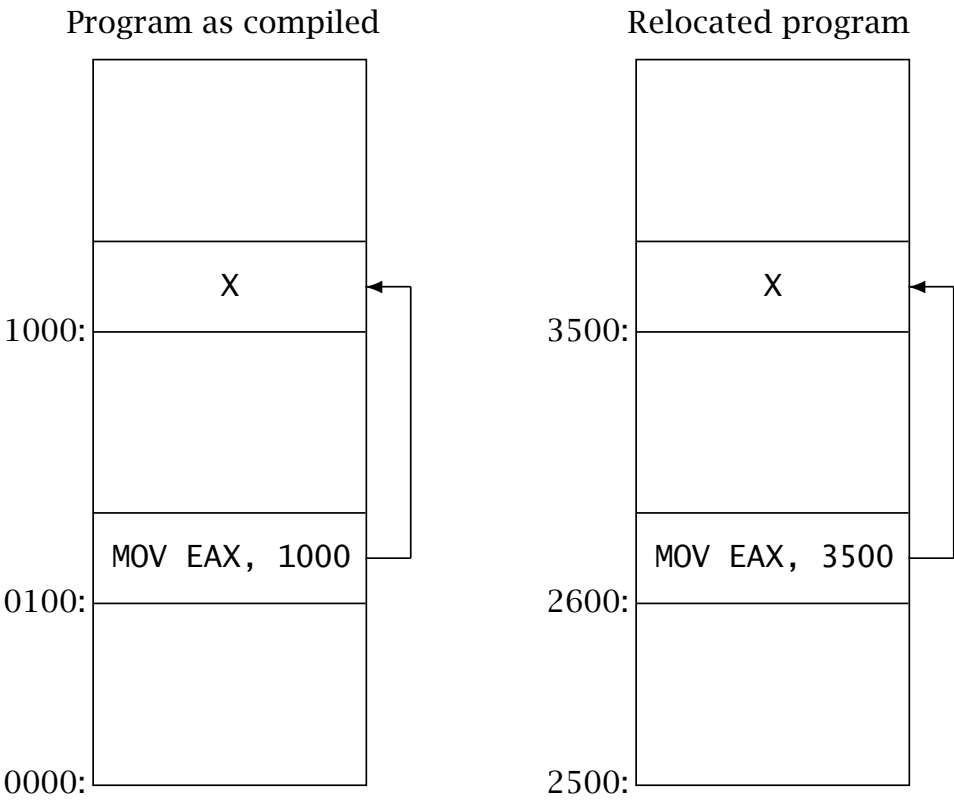 Program as compiled
Relocated program
X
X
1000:
3500:
MOV EAX, 1000
MOV EAX, 3500
0100:
2600:
0000:
2500: